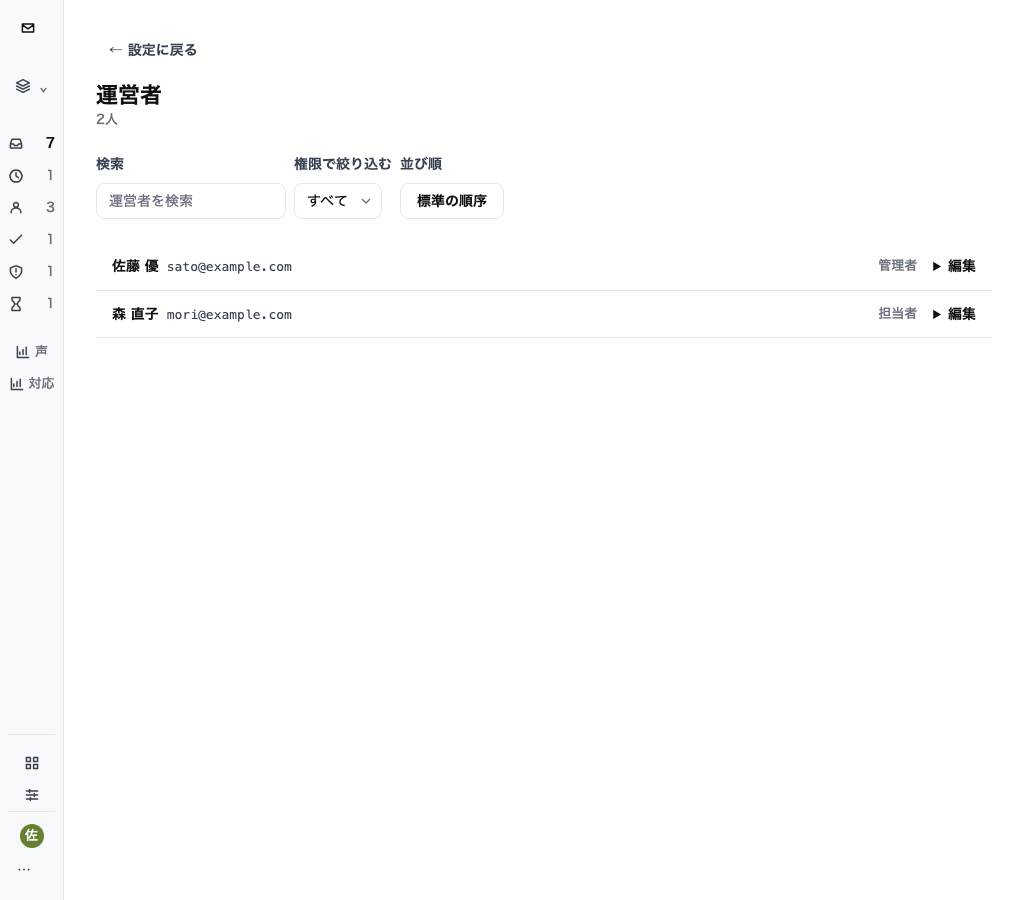 ← 設定に戻る
運営者
2人
検索 権限で絞り込む 並び順
運営者を検索 すべて 標準の順序
佐藤 優 sato@example.com 管理者 ▶ 編集
森 直子 mori@example.com 担当者 ▶ 編集
7
1
3
1
1
1
声
対応
佐
…